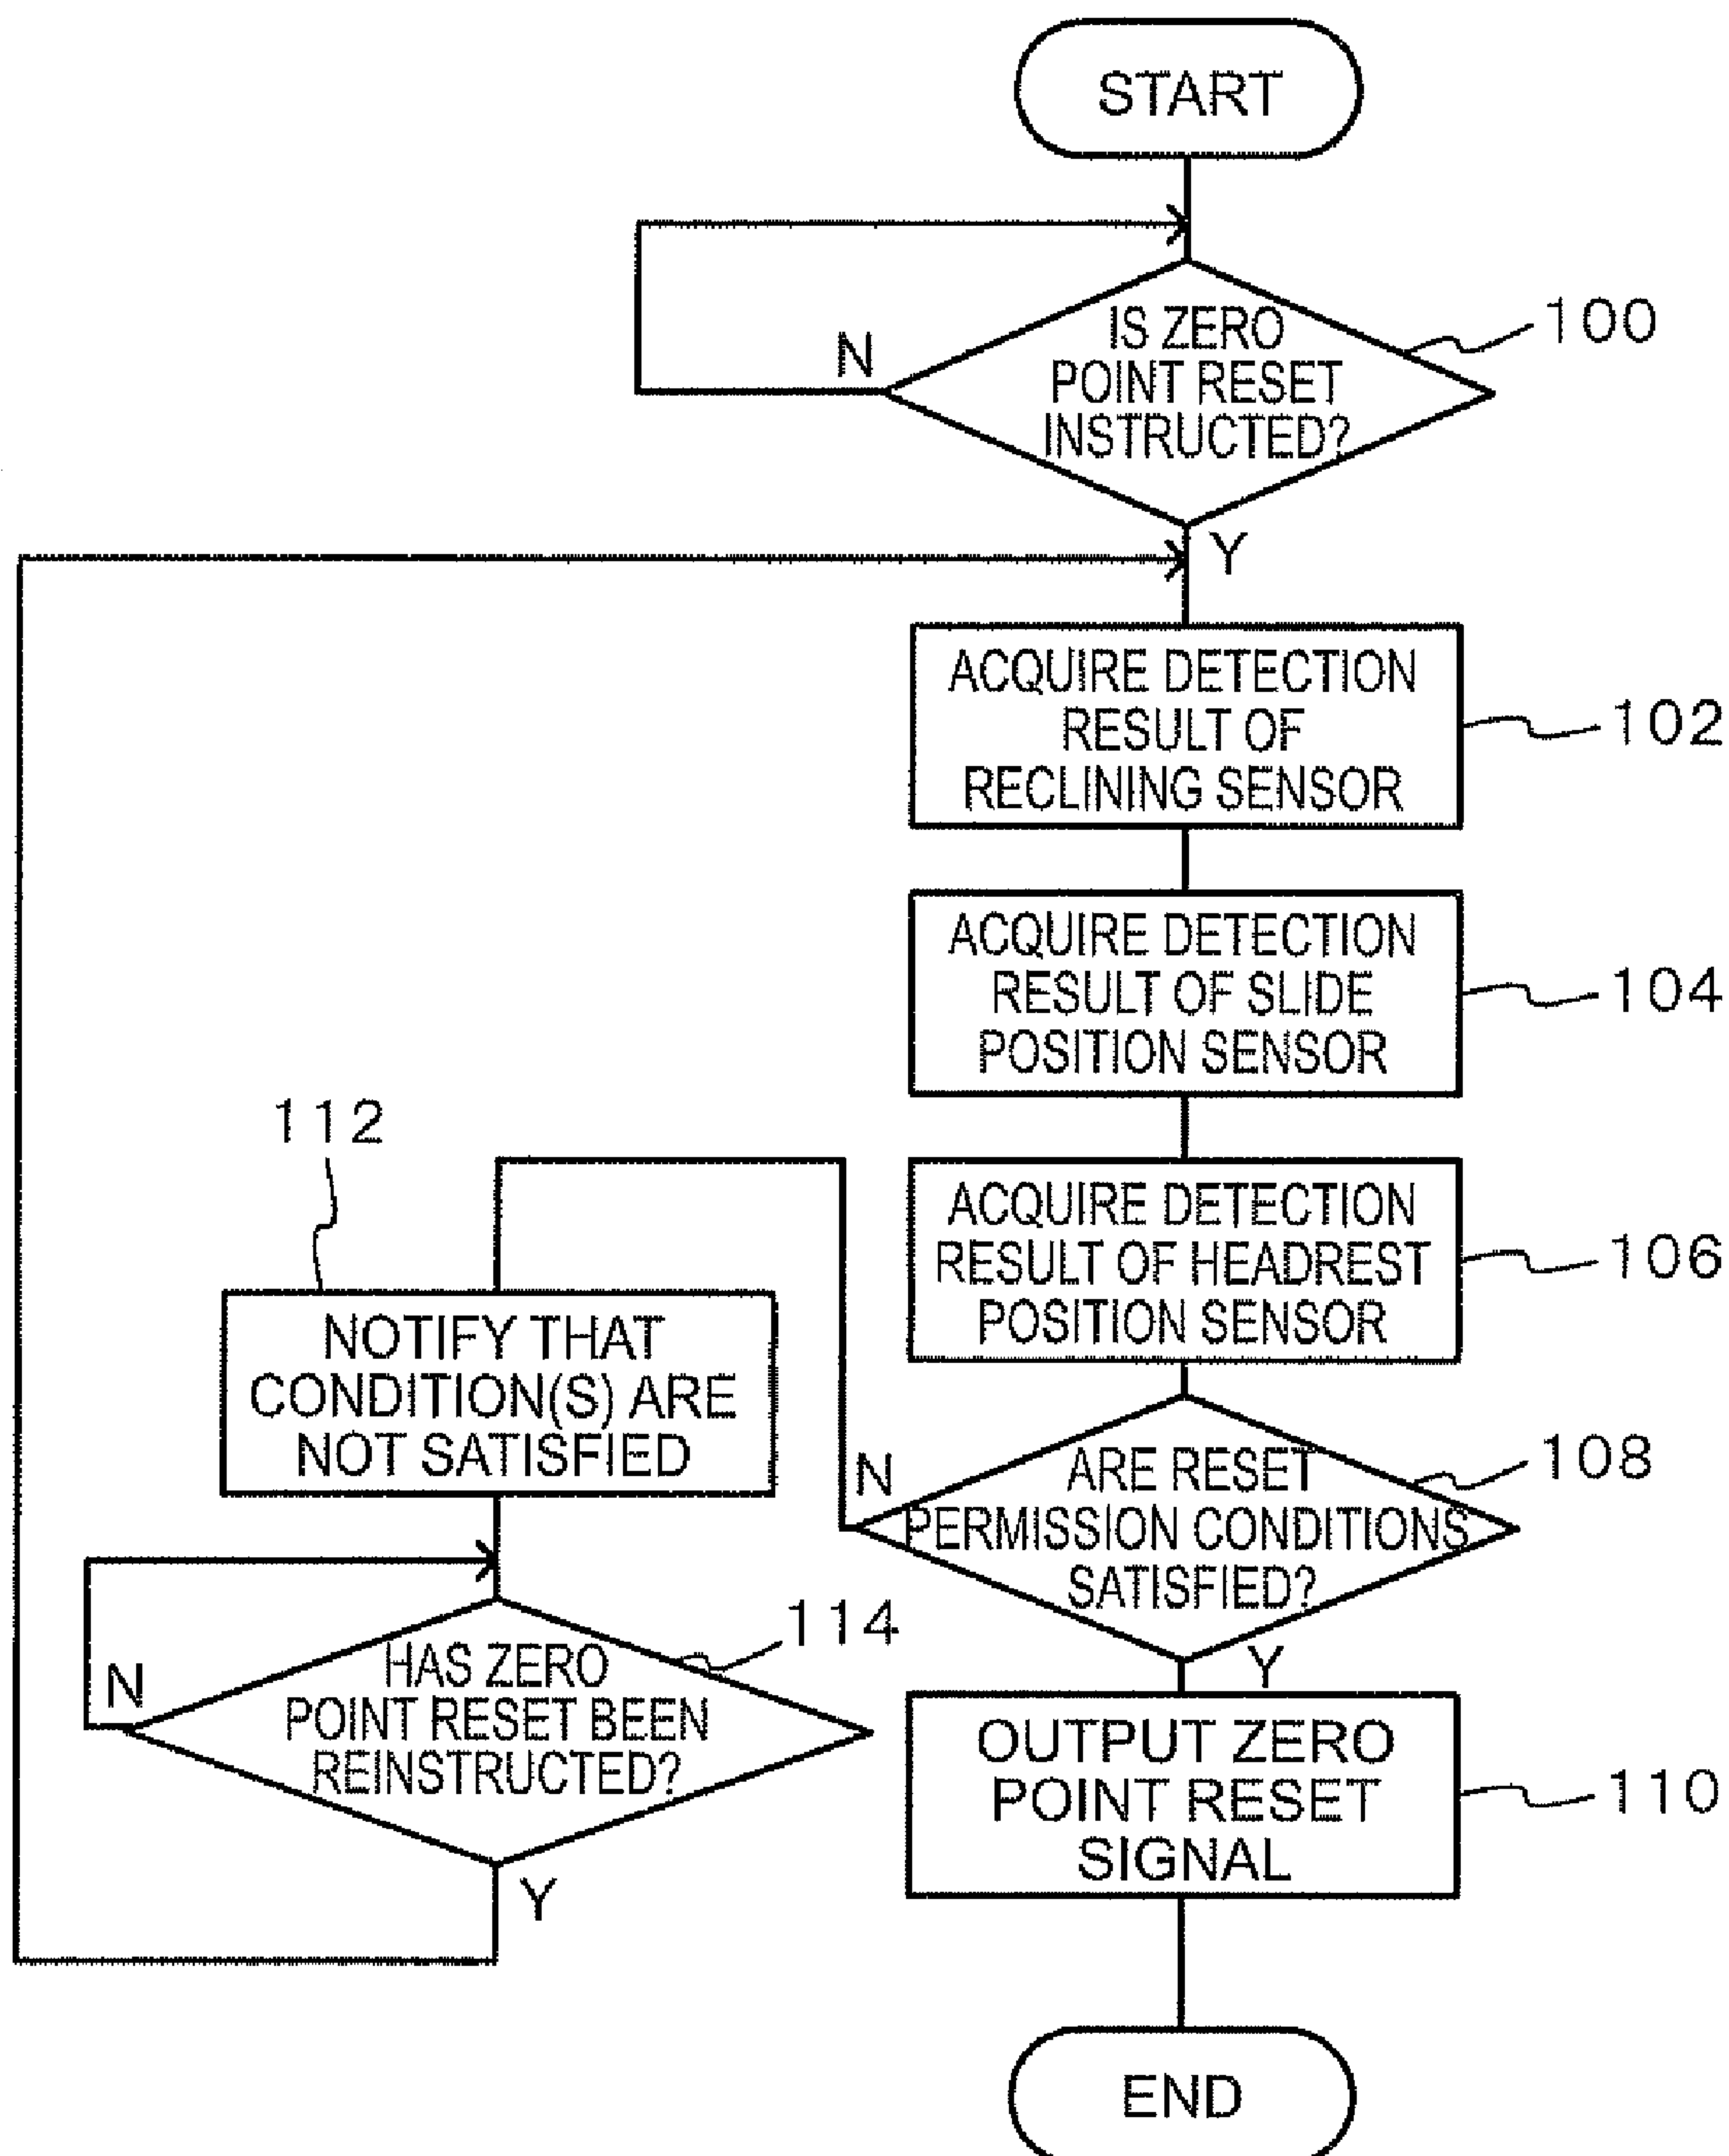 START
IS ZERO
POINT RESET
INSTRUCTED?
100
N
Y
ACQUIRE DETECTION
RESULT OF
RECLINING SENSOR
102
ACQUIRE DETECTION
RESULT OF SLIDE
POSITION SENSOR
104
ACQUIRE DETECTION
RESULT OF HEADREST
POSITION SENSOR
106
ARE RESET
PERMISSION CONDITIONS
SATISFIED?
108
N
Y
OUTPUT ZERO
POINT RESET
SIGNAL
110
112
NOTIFY THAT
CONDITION(S) ARE
NOT SATISFIED
HAS ZERO
POINT RESET BEEN
REINSTRUCTED?
114
N
Y
END